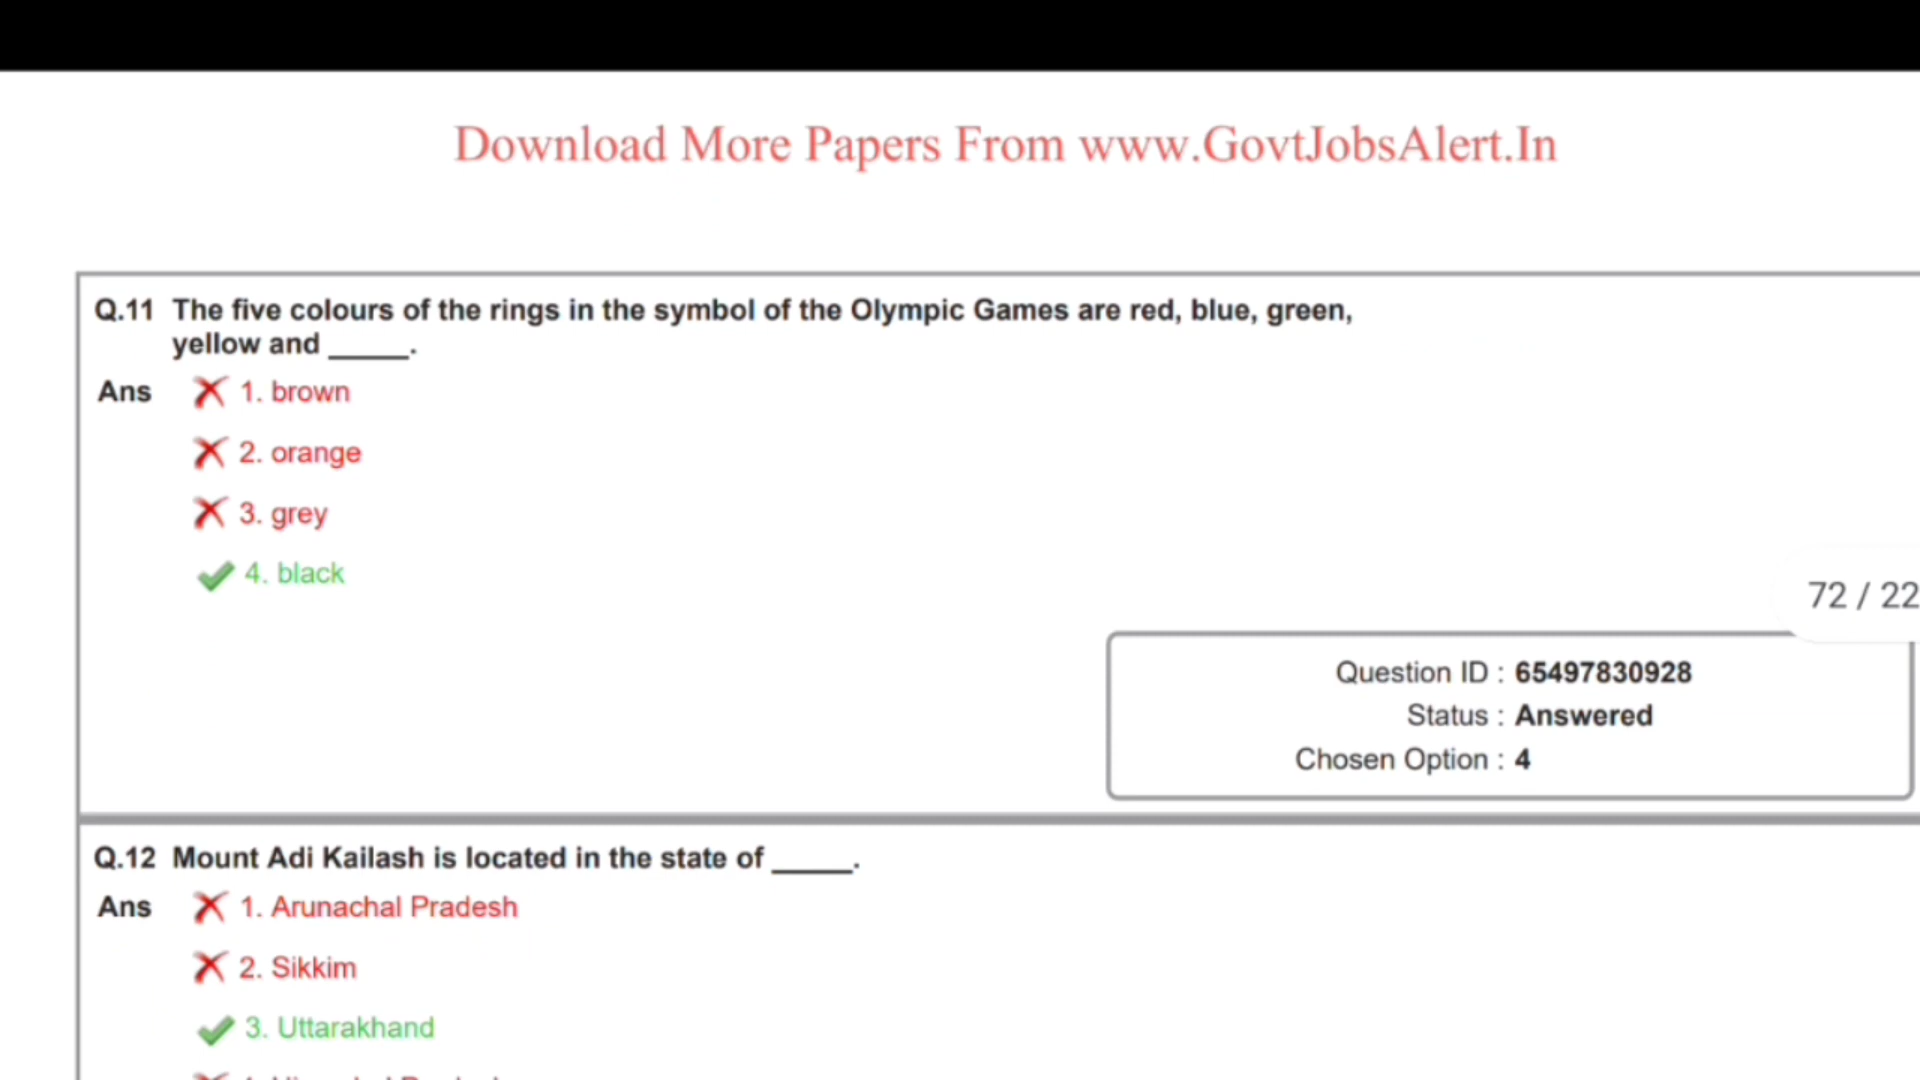 Download More Papers From www.GovtJobsAlert.In
Q.11 The five colours of the rings in the symbol of the Olympic Games are red, blue, green,
yellow and _____.
Ans 1. brown
2. orange
3. grey
4. black
72 / 22
Question ID : 65497830928
Status : Answered
Chosen Option : 4
Q.12 Mount Adi Kailash is located in the state of _____.
Ans 1. Arunachal Pradesh
2. Sikkim
3. Uttarakhand